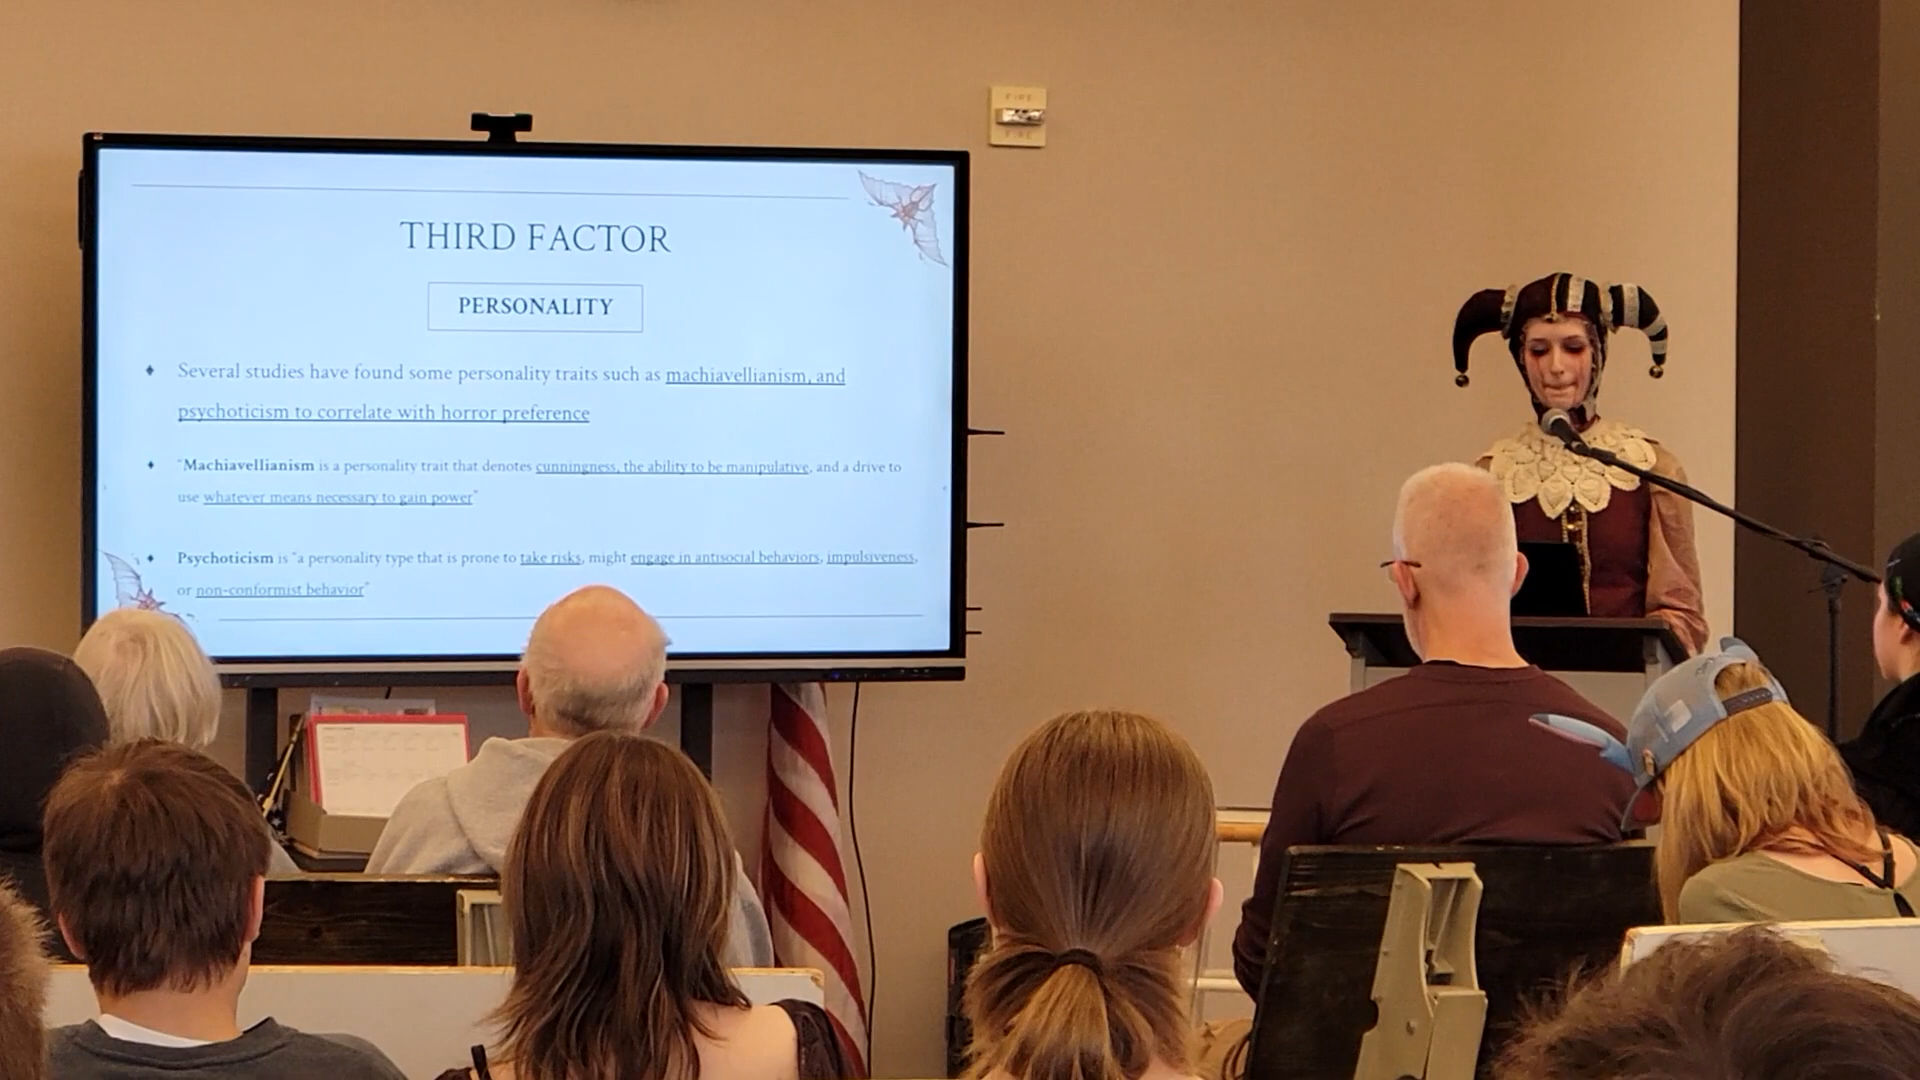 FIRE
FIRE
THIRD FACTOR
PERSONALITY
Several studies have found some personality traits such as machiavellianism, and
psychoticism to correlate with horror preference
"Machiavellianism is a personality trait that denotes cunningness, the ability to be manipulative, and a drive to
use whatever means necessary to gain power"
Psychoticism is "a personality type that is prone to take risks, might engage in antisocial behaviors, impulsiveness,
or non-conformist behavior"